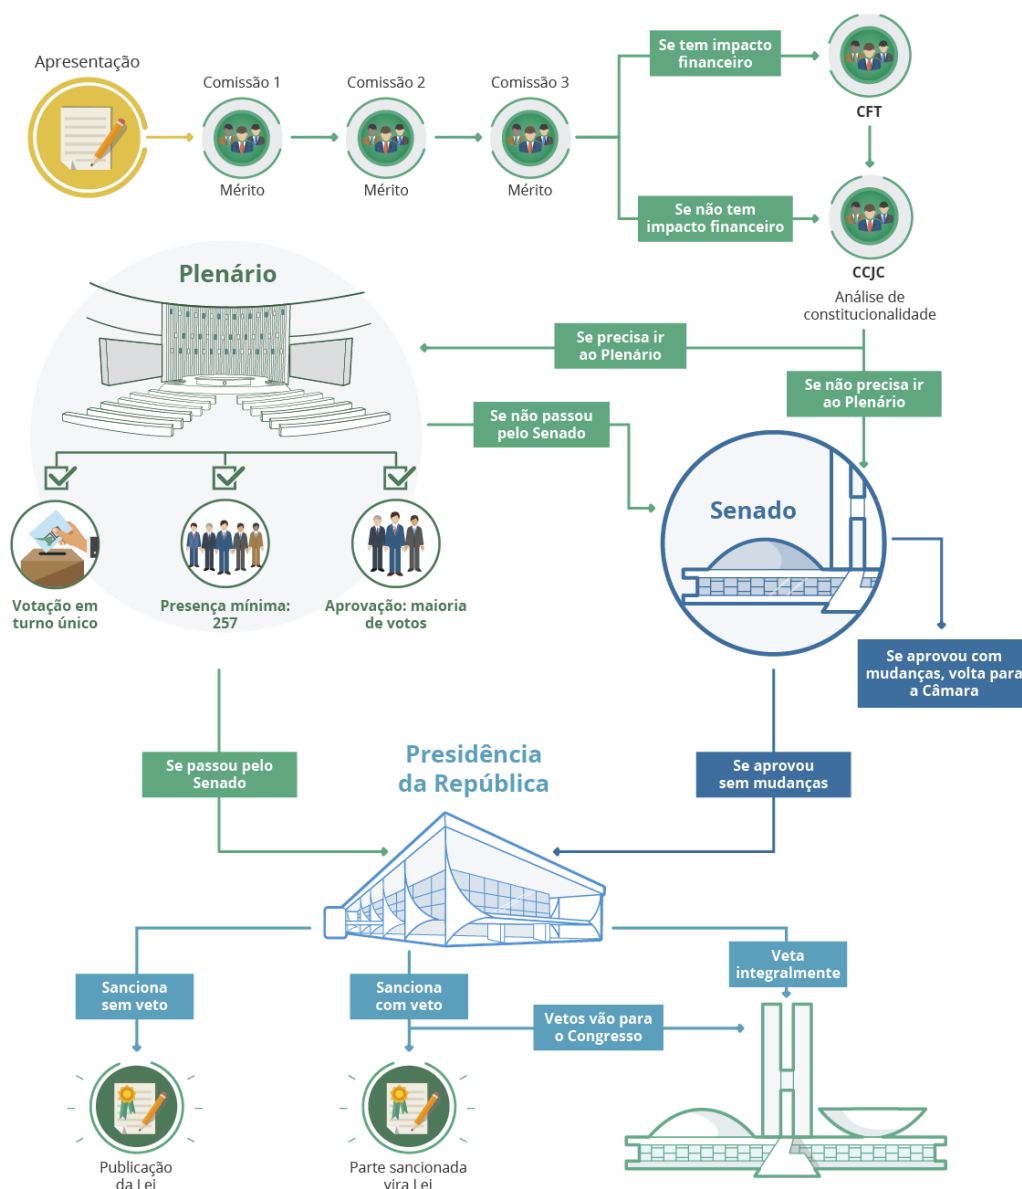 Apresentação
Comissão 1
Mérito
Comissão 2
Mérito
Comissão 3
Mérito
Se tem impacto
financeiro
CFT
Se não tem
impacto financeiro
CCJC
Análise de
constitucionalidade
Plenário
Se precisa ir
ao Plenário
Se não precisa ir
ao Plenário
Se não passou
pelo Senado
Senado
Votação em
turno único
Presença mínima:
257
Aprovação: maioria
de votos
Se aprovou com
mudanças, volta para
a Câmara
Se passou pelo
Senado
Presidência
da República
Se aprovou
sem mudanças
Sanciona
sem veto
Sanciona
com veto
Veta
integralmente
Vetos vão para
o Congresso
Publicação
da Lei
Parte sancionada
vira Lei